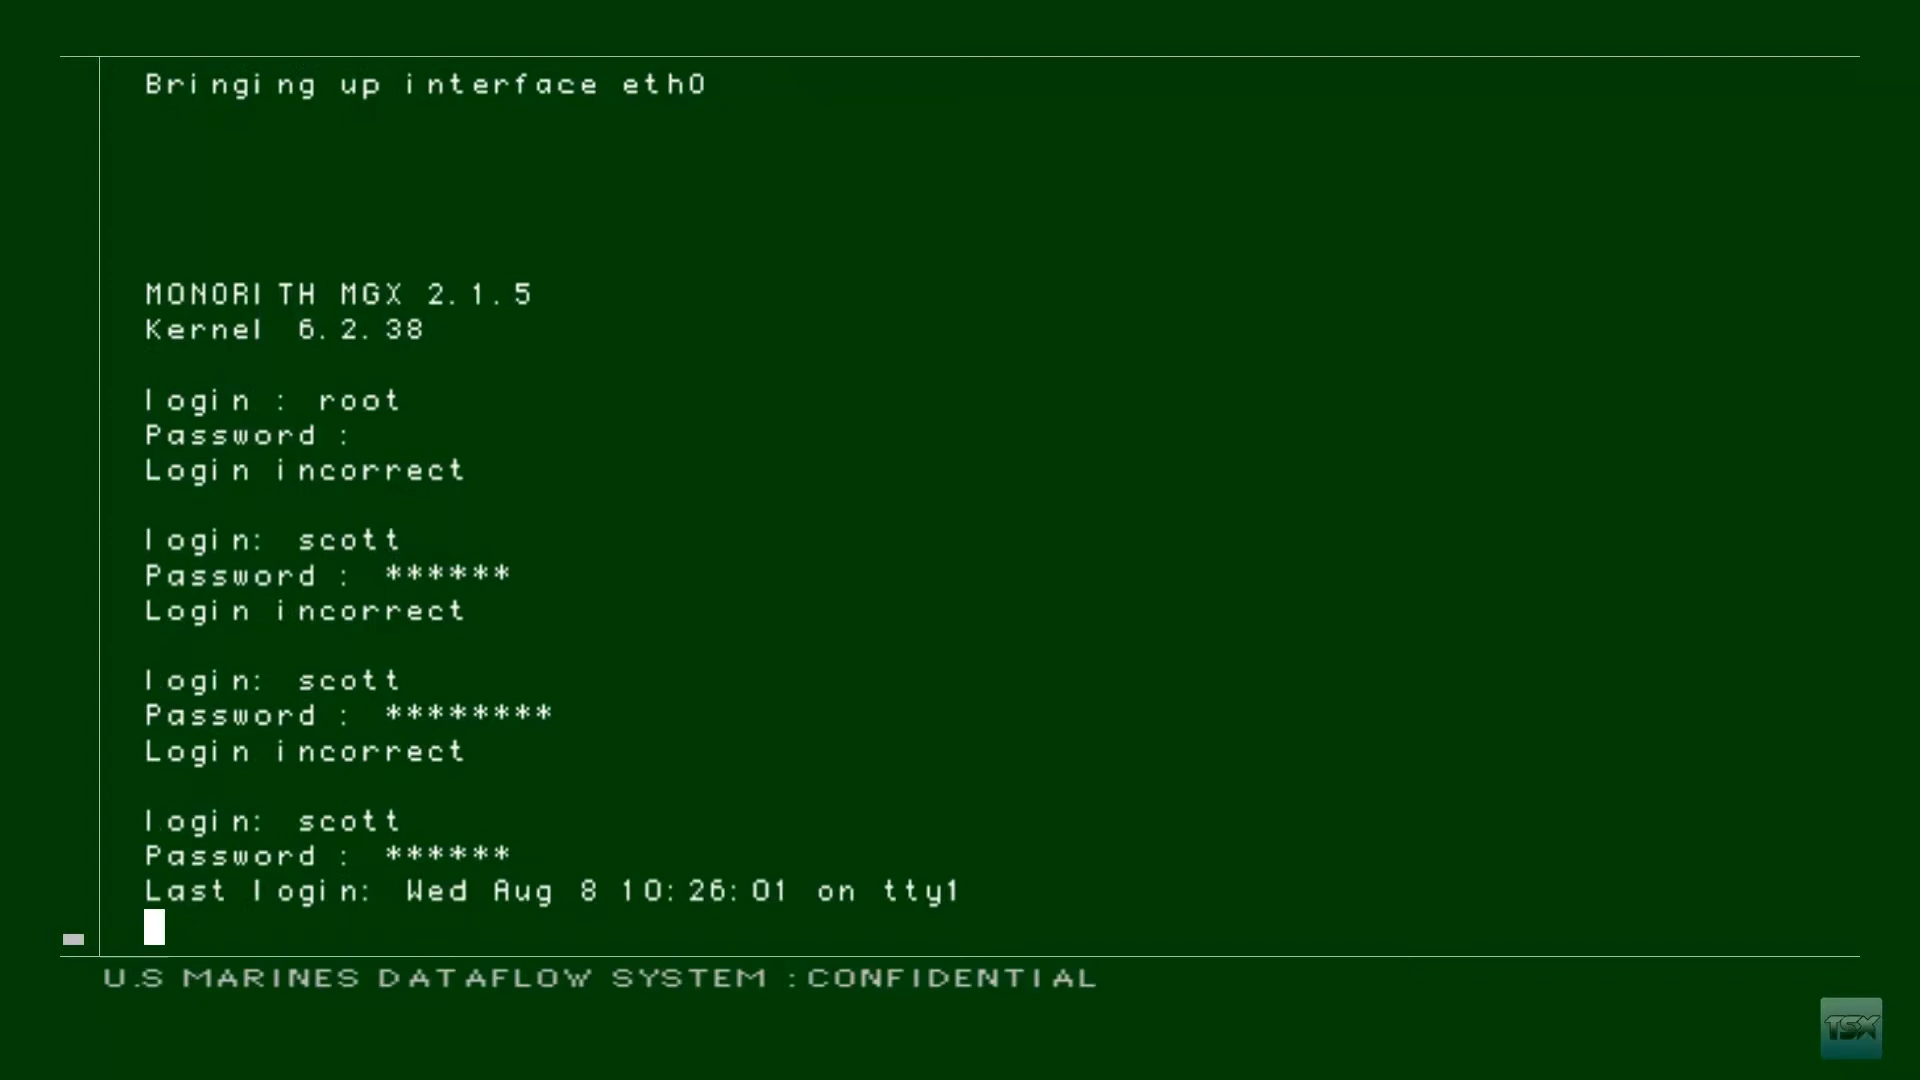 Bringing up interface eth0
MONORITH MGX 2.1.5
Kernel 6.2.38
login : root
Password :
Login incorrect
login: scott
Password : ******
Login incorrect
login: scott
Password : ********
Login incorrect
login: scott
Password : ******
Last login: Wed Aug 8 10:26:01 on tty1
U.S MARINES DATAFLOW SYSTEM :CONFIDENTIAL
TSX